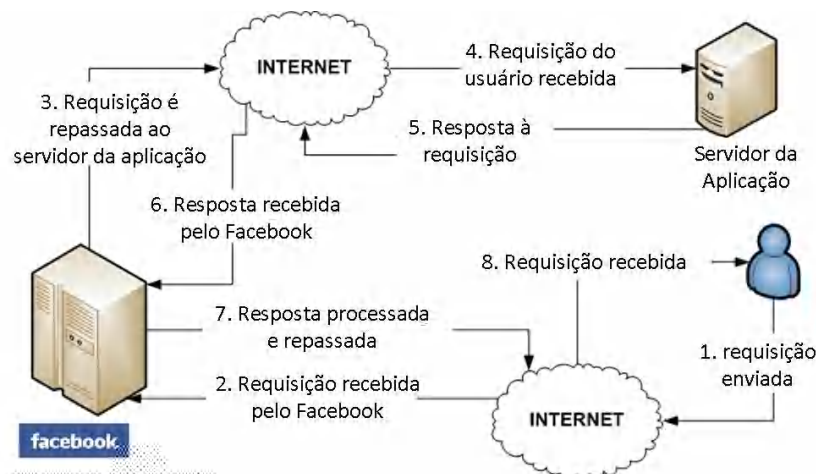 INTERNET
4. Requisição do
usuário recebida
3. Requisição é
repassada ao
servidor da aplicação
5. Resposta à
requisição
Servidor da
Aplicação
6. Resposta recebida
pelo Facebook
8. Requisição recebida
7. Resposta processada
e repassada
1. requisição
enviada
2. Requisição recebida
pelo Facebook
INTERNET
facebook